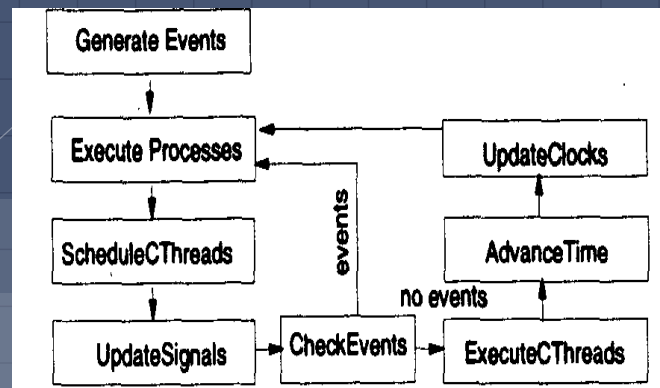 Generate Events
Execute Processes
UpdateClocks
events
ScheduleCThreads
AdvanceTime
no events
UpdateSignals
CheckEvents
ExecuteCThreads